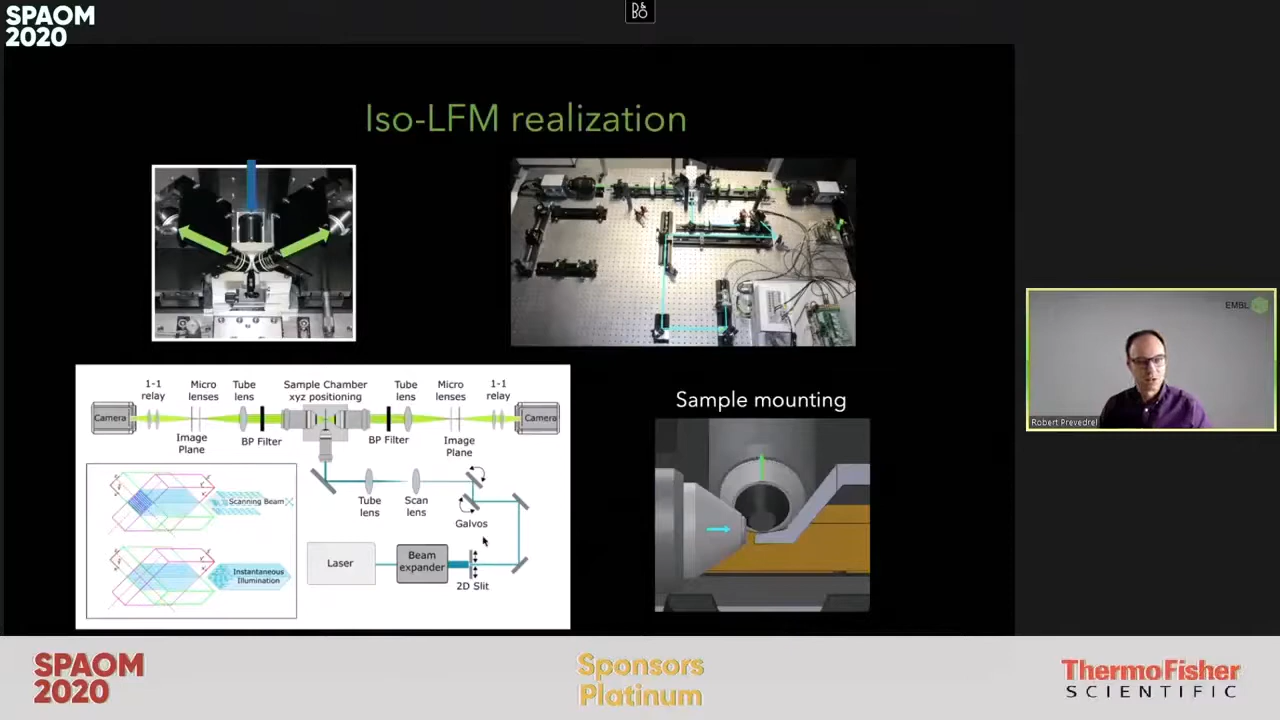 SPAOM
2020
Iso-LFM realization
1-1
relay
Micro
lenses
Tube
lens
Sample Chamber
xyz positioning
Tube
lens
Micro
lenses
1-1
relay
Camera
Camera
Image
Plane
BP Filter
BP Filter
Image
Plane
Scanning Beam
Tube
lens
Scan
lens
Galvos
Instantaneous
Illumination
Laser
Beam
expander
2D Slit
Sample mounting
EMBL
Robert Prevedrel
SPAOM
2020
Sponsors
Platinum
ThermoFisher
SCIENTIFIC